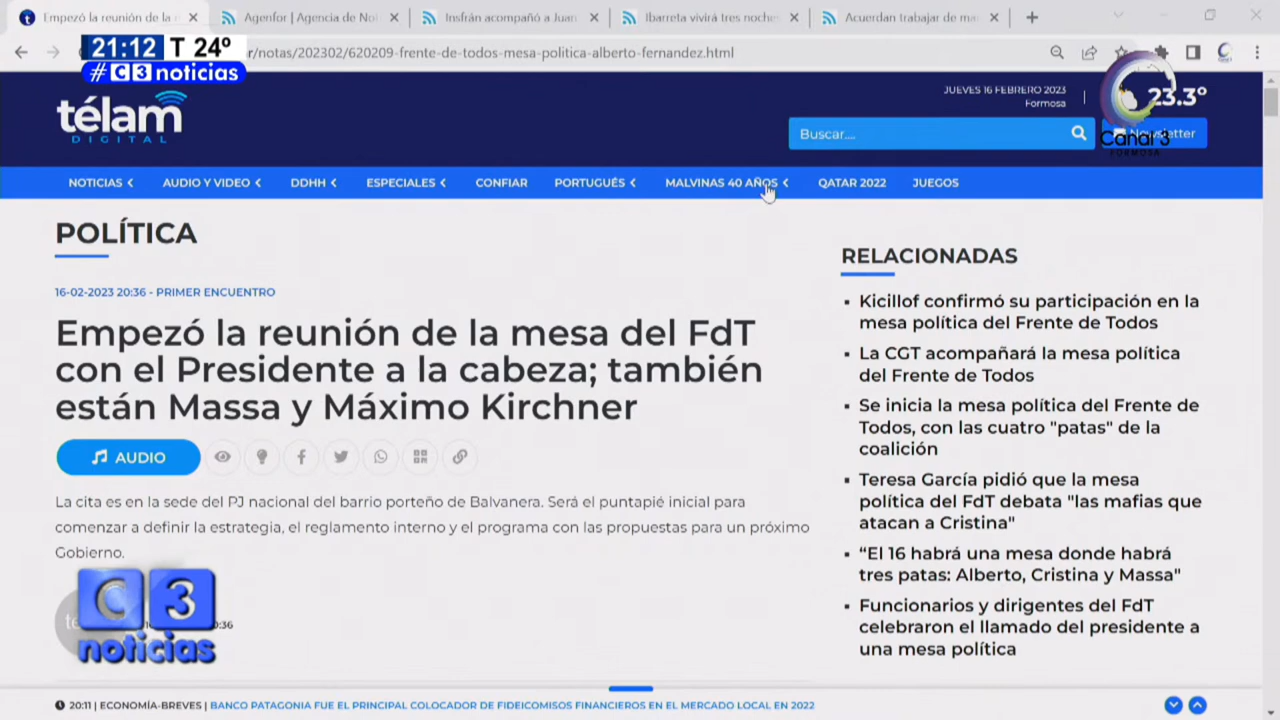 Empezó la reunión de la m
Agenfor | Agencia de No
Insfrán acompañó a Juan
Ibarreta vivirá tres noche
Acuerdan trabajar de ma
21:12 T 24º
#C3noticias
r/notas/202302/620209-frente-de-todos-mesa-politica-alberto-fernandez.html
télam
DIGITAL
JUEVES 16 FEBRERO 2023
Formosa
23.3º
Buscar....
Newsletter
Canal 3
FORMOSA
NOTICIAS
AUDIO Y VIDEO
DDHH
ESPECIALES
CONFIAR
PORTUGUÉS
MALVINAS 40 AÑOS
QATAR 2022
JUEGOS
POLÍTICA
16-02-2023 20:36 - PRIMER ENCUENTRO
Empezó la reunión de la mesa del FdT
con el Presidente a la cabeza; también
están Massa y Máximo Kirchner
AUDIO
La cita es en la sede del PJ nacional del barrio porteño de Balvanera. Será el puntapié inicial para
comenzar a definir la estrategia, el reglamento interno y el programa con las propuestas para un próximo
Gobierno.
RELACIONADAS
Kicillof confirmó su participación en la
mesa política del Frente de Todos
La CGT acompañará la mesa política
del Frente de Todos
Se inicia la mesa política del Frente de
Todos, con las cuatro "patas" de la
coalición
Teresa García pidió que la mesa
política del FdT debata "las mafias que
atacan a Cristina"
“El 16 habrá una mesa donde habrá
tres patas: Alberto, Cristina y Massa"
Funcionarios y dirigentes del FdT
celebraron el llamado del presidente a
una mesa política
C3
noticias
:36
20:11 | ECONOMÍA-BREVES | BANCO PATAGONIA FUE EL PRINCIPAL COLOCADOR DE FIDEICOMISOS FINANCIEROS EN EL MERCADO LOCAL EN 2022